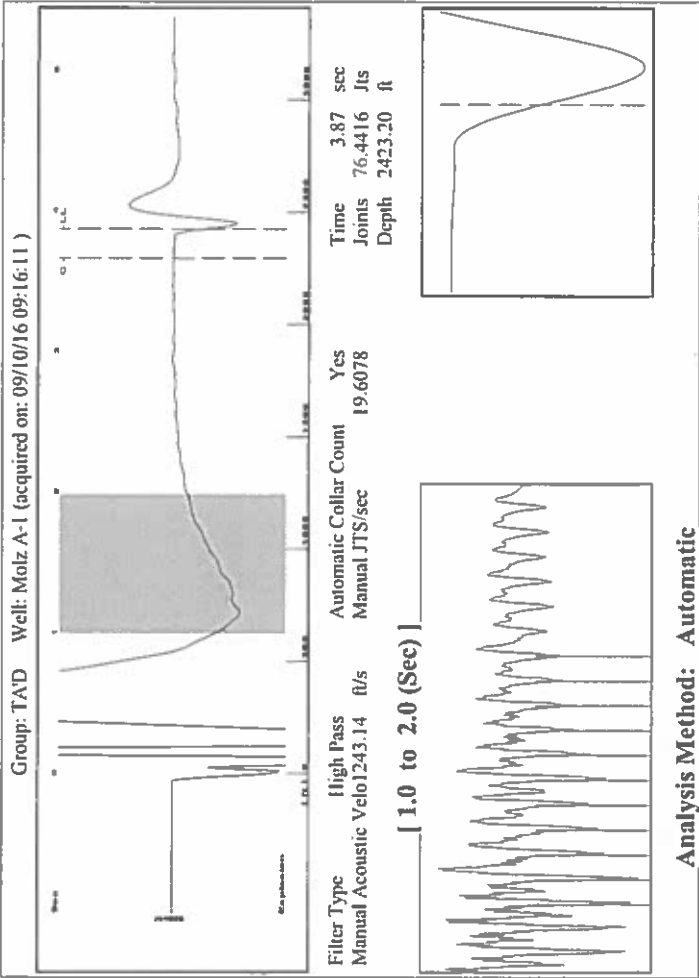 Group: TA'D Well: Molz A-1 (acquired on: 09/10/16 09:16:11 )
Filter Type High Pass Automatic Collar Count Yes Time 3.87 sec
Manual Acoustic Velo1243.14 ft/s Manual JTS/sec 19.6078 Joints 76.4416 Jts
Depth 2423.20 ft
[ 1.0 to 2.0 (Sec) ]
Analysis Method: Automatic